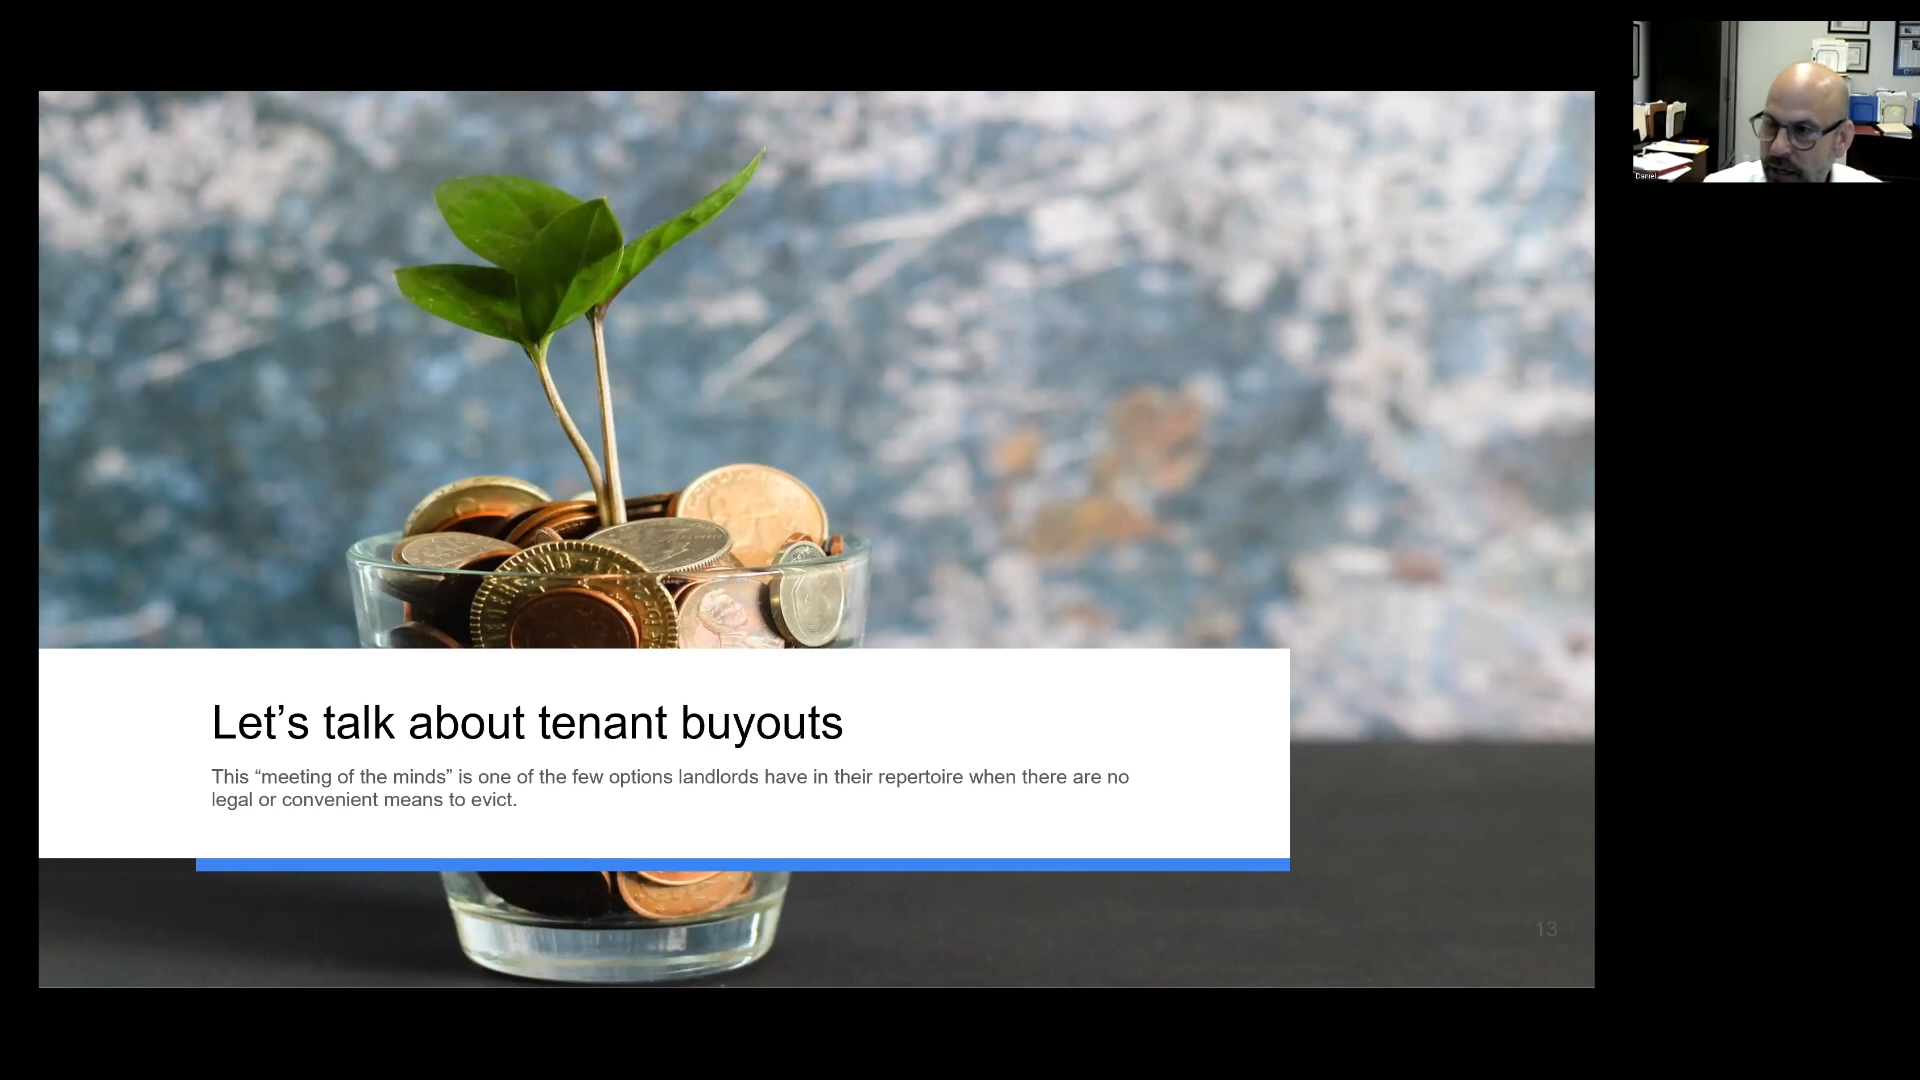 Daniel
Let’s talk about tenant buyouts
This “meeting of the minds” is one of the few options landlords have in their repertoire when there are no
legal or convenient means to evict.
13